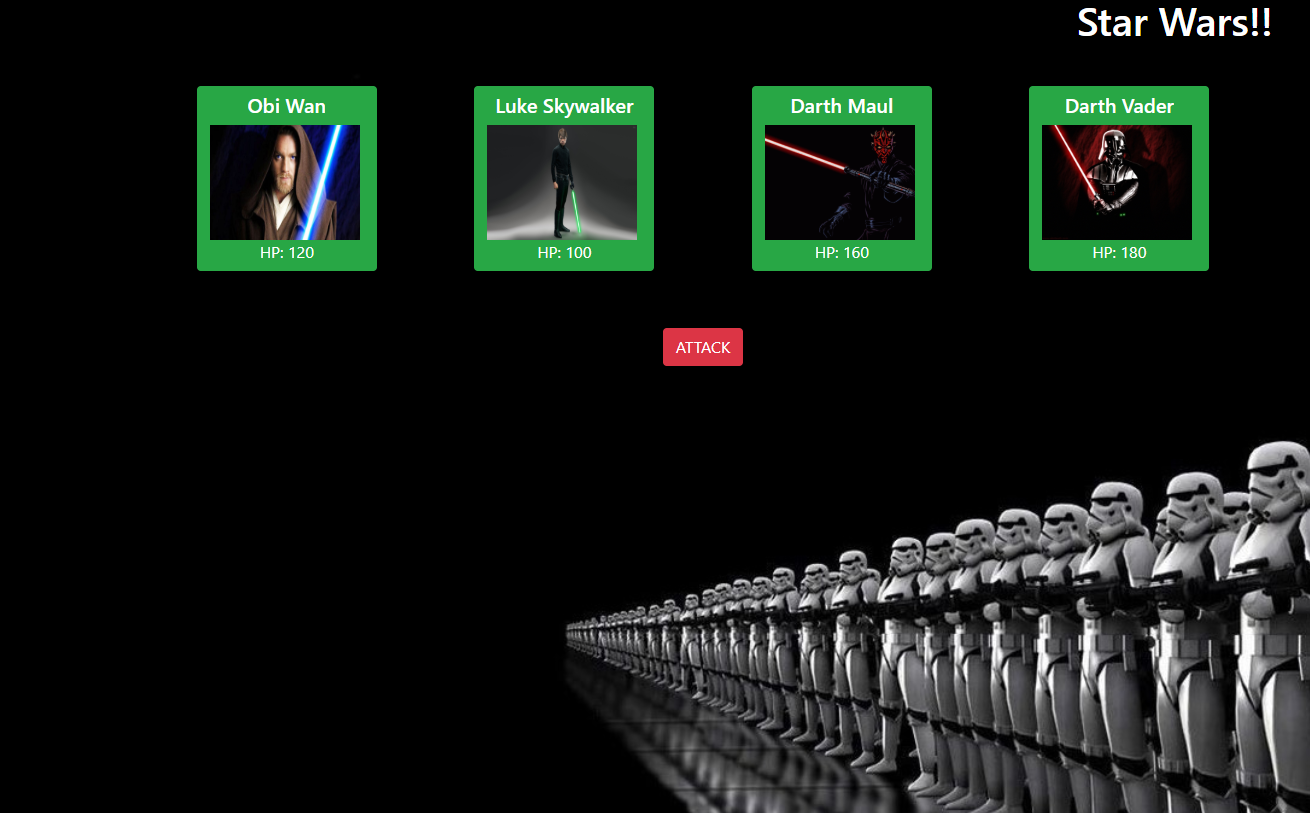 Star Wars!!
Obi Wan
Luke Skywalker
Darth Maul
Darth Vader
HP: 120
HP: 100
HP: 160
HP: 180
ATTACK